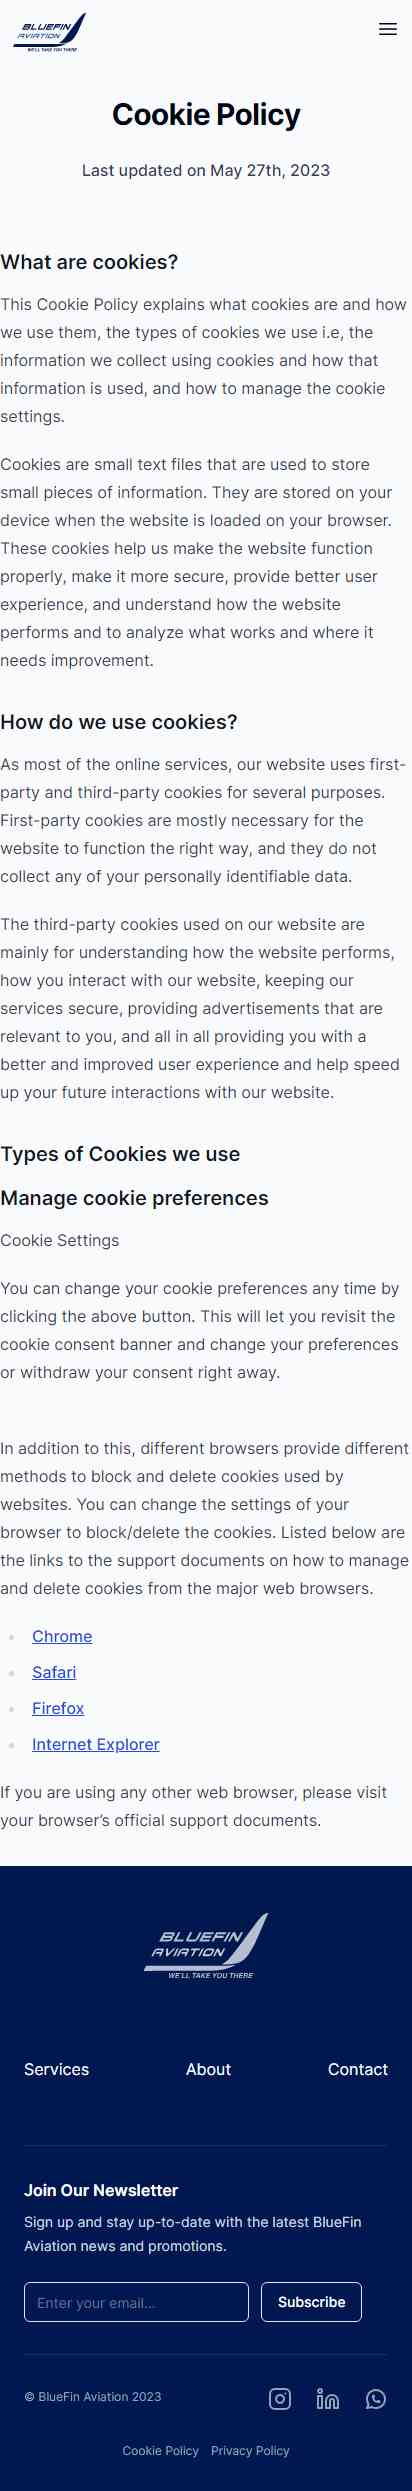 BLUEFIN
AVIATION
WE'LL TAKE YOU THERE
Cookie Policy
Last updated on May 27th, 2023
What are cookies?
This Cookie Policy explains what cookies are and how
we use them, the types of cookies we use i.e, the
information we collect using cookies and how that
information is used, and how to manage the cookie
settings.
Cookies are small text files that are used to store
small pieces of information. They are stored on your
device when the website is loaded on your browser.
These cookies help us make the website function
properly, make it more secure, provide better user
experience, and understand how the website
performs and to analyze what works and where it
needs improvement.
How do we use cookies?
As most of the online services, our website uses first-
party and third-party cookies for several purposes.
First-party cookies are mostly necessary for the
website to function the right way, and they do not
collect any of your personally identifiable data.
The third-party cookies used on our website are
mainly for understanding how the website performs,
how you interact with our website, keeping our
services secure, providing advertisements that are
relevant to you, and all in all providing you with a
better and improved user experience and help speed
up your future interactions with our website.
Types of Cookies we use
Manage cookie preferences
Cookie Settings
You can change your cookie preferences any time by
clicking the above button. This will let you revisit the
cookie consent banner and change your preferences
or withdraw your consent right away.
In addition to this, different browsers provide different
methods to block and delete cookies used by
websites. You can change the settings of your
browser to block/delete the cookies. Listed below are
the links to the support documents on how to manage
and delete cookies from the major web browsers.
Chrome
Safari
Firefox
Internet Explorer
If you are using any other web browser, please visit
your browser’s official support documents.
BLUEFIN
AVIATION
WE'LL TAKE YOU THERE
Services About Contact
Join Our Newsletter
Sign up and stay up-to-date with the latest BlueFin
Aviation news and promotions.
Enter your email... Subscribe
© BlueFin Aviation 2023
Cookie Policy Privacy Policy